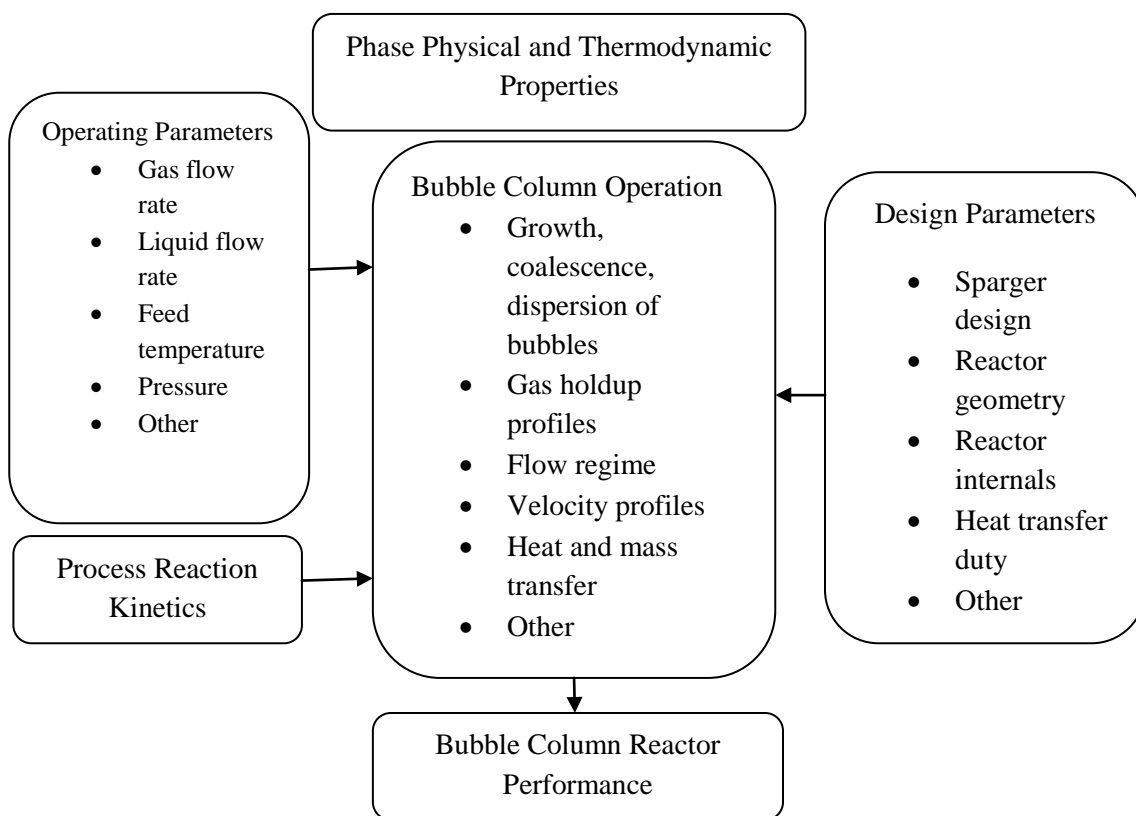 Phase Physical and Thermodynamic
Properties
Operating Parameters
• Gas flow
rate
• Liquid flow
rate
• Feed
temperature
• Pressure
• Other
Process Reaction
Kinetics
Bubble Column Operation
• Growth,
coalescence,
dispersion of
bubbles
• Gas holdup
profiles
• Flow regime
• Velocity profiles
• Heat and mass
transfer
• Other
Design Parameters
• Sparger
design
• Reactor
geometry
• Reactor
internals
• Heat transfer
duty
• Other
Bubble Column Reactor
Performance